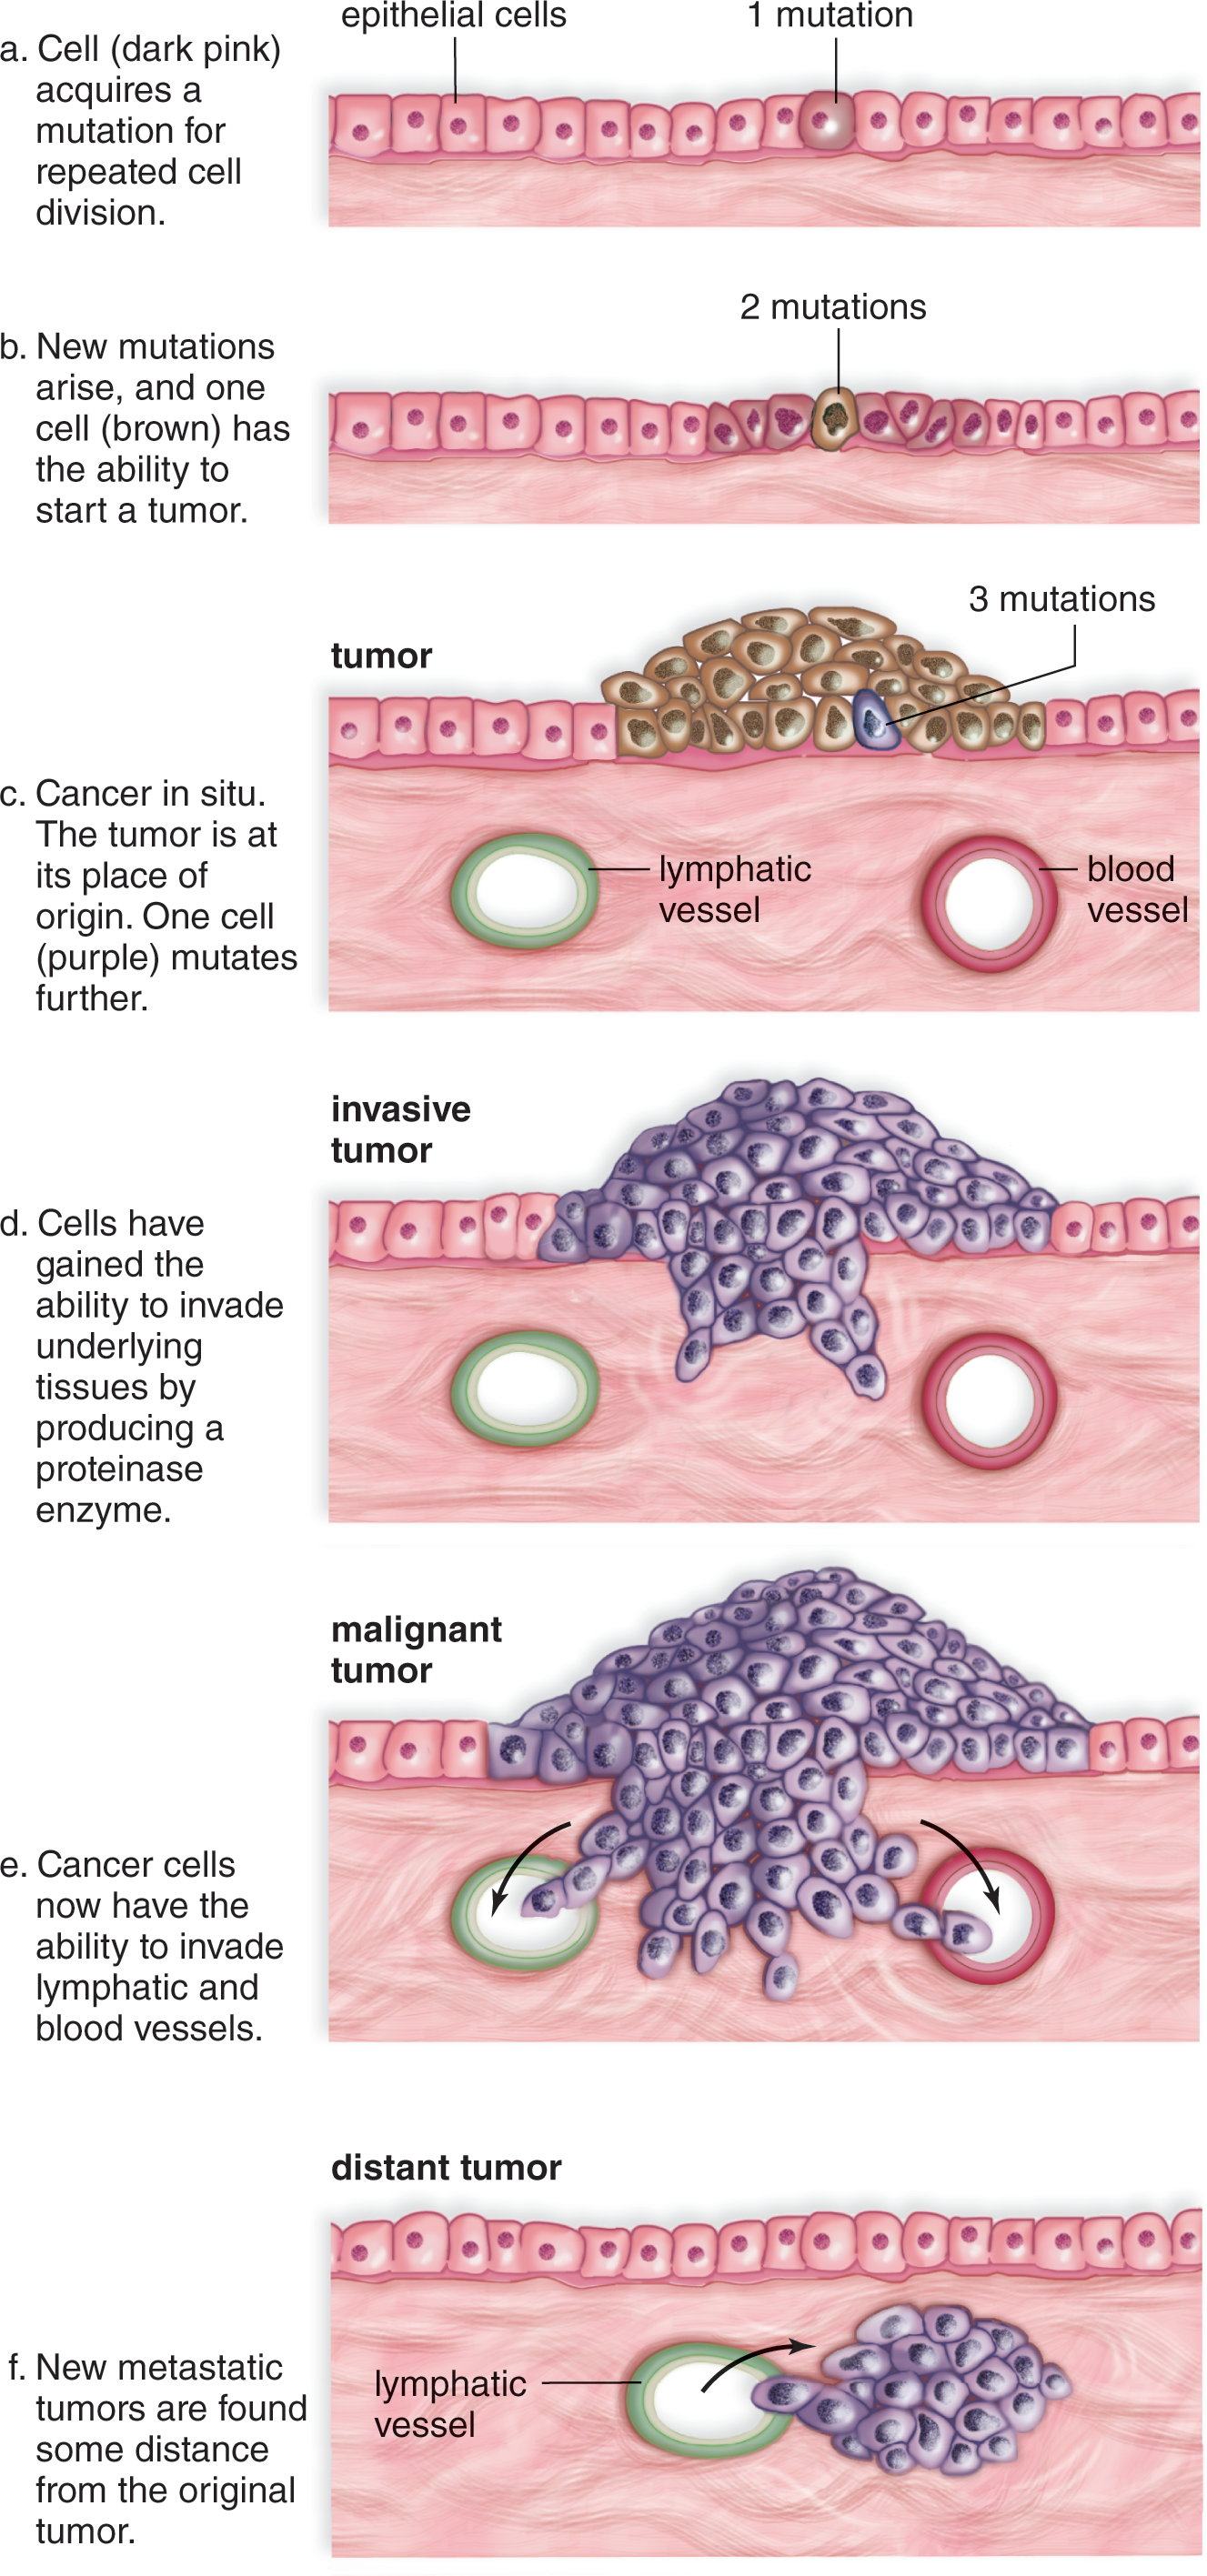 epithelial cells
1 mutation
a. Cell (dark pink)
acquires a
mutation for
repeated cell
division.
2 mutations
b. New mutations
arise, and one
cell (brown) has
the ability to
start a tumor.
3 mutations
tumor
c. Cancer in situ.
The tumor is at
its place of
origin. One cell
(purple) mutates
further.
lymphatic
vessel
blood
vessel
invasive
tumor
d. Cells have
gained the
ability to invade
underlying
tissues by
producing a
proteinase
enzyme.
malignant
tumor
e. Cancer cells
now have the
ability to invade
lymphatic and
blood vessels.
distant tumor
f. New metastatic
tumors are found
some distance
from the original
tumor.
lymphatic
vessel